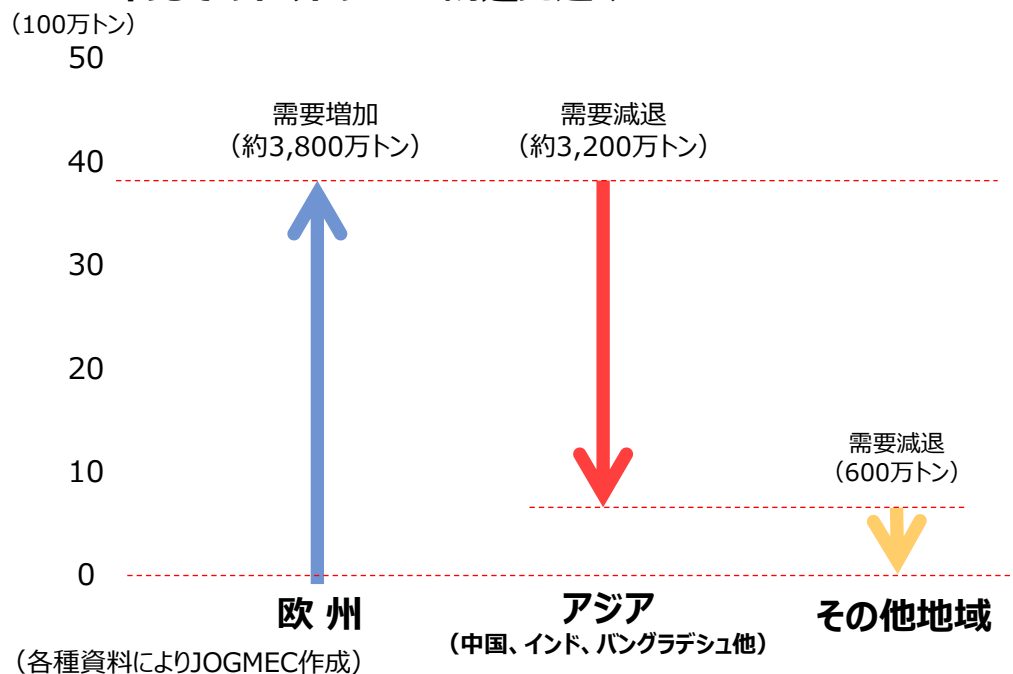 （100万トン）
50
需要増加
（約3,800万トン）
需要減退
（約3,200万トン）
40
30
20
需要減退
（600万トン）
10
0
欧 州
アジア
（中国、インド、バングラデシュ他）
その他地域
（各種資料によりJOGMEC作成）